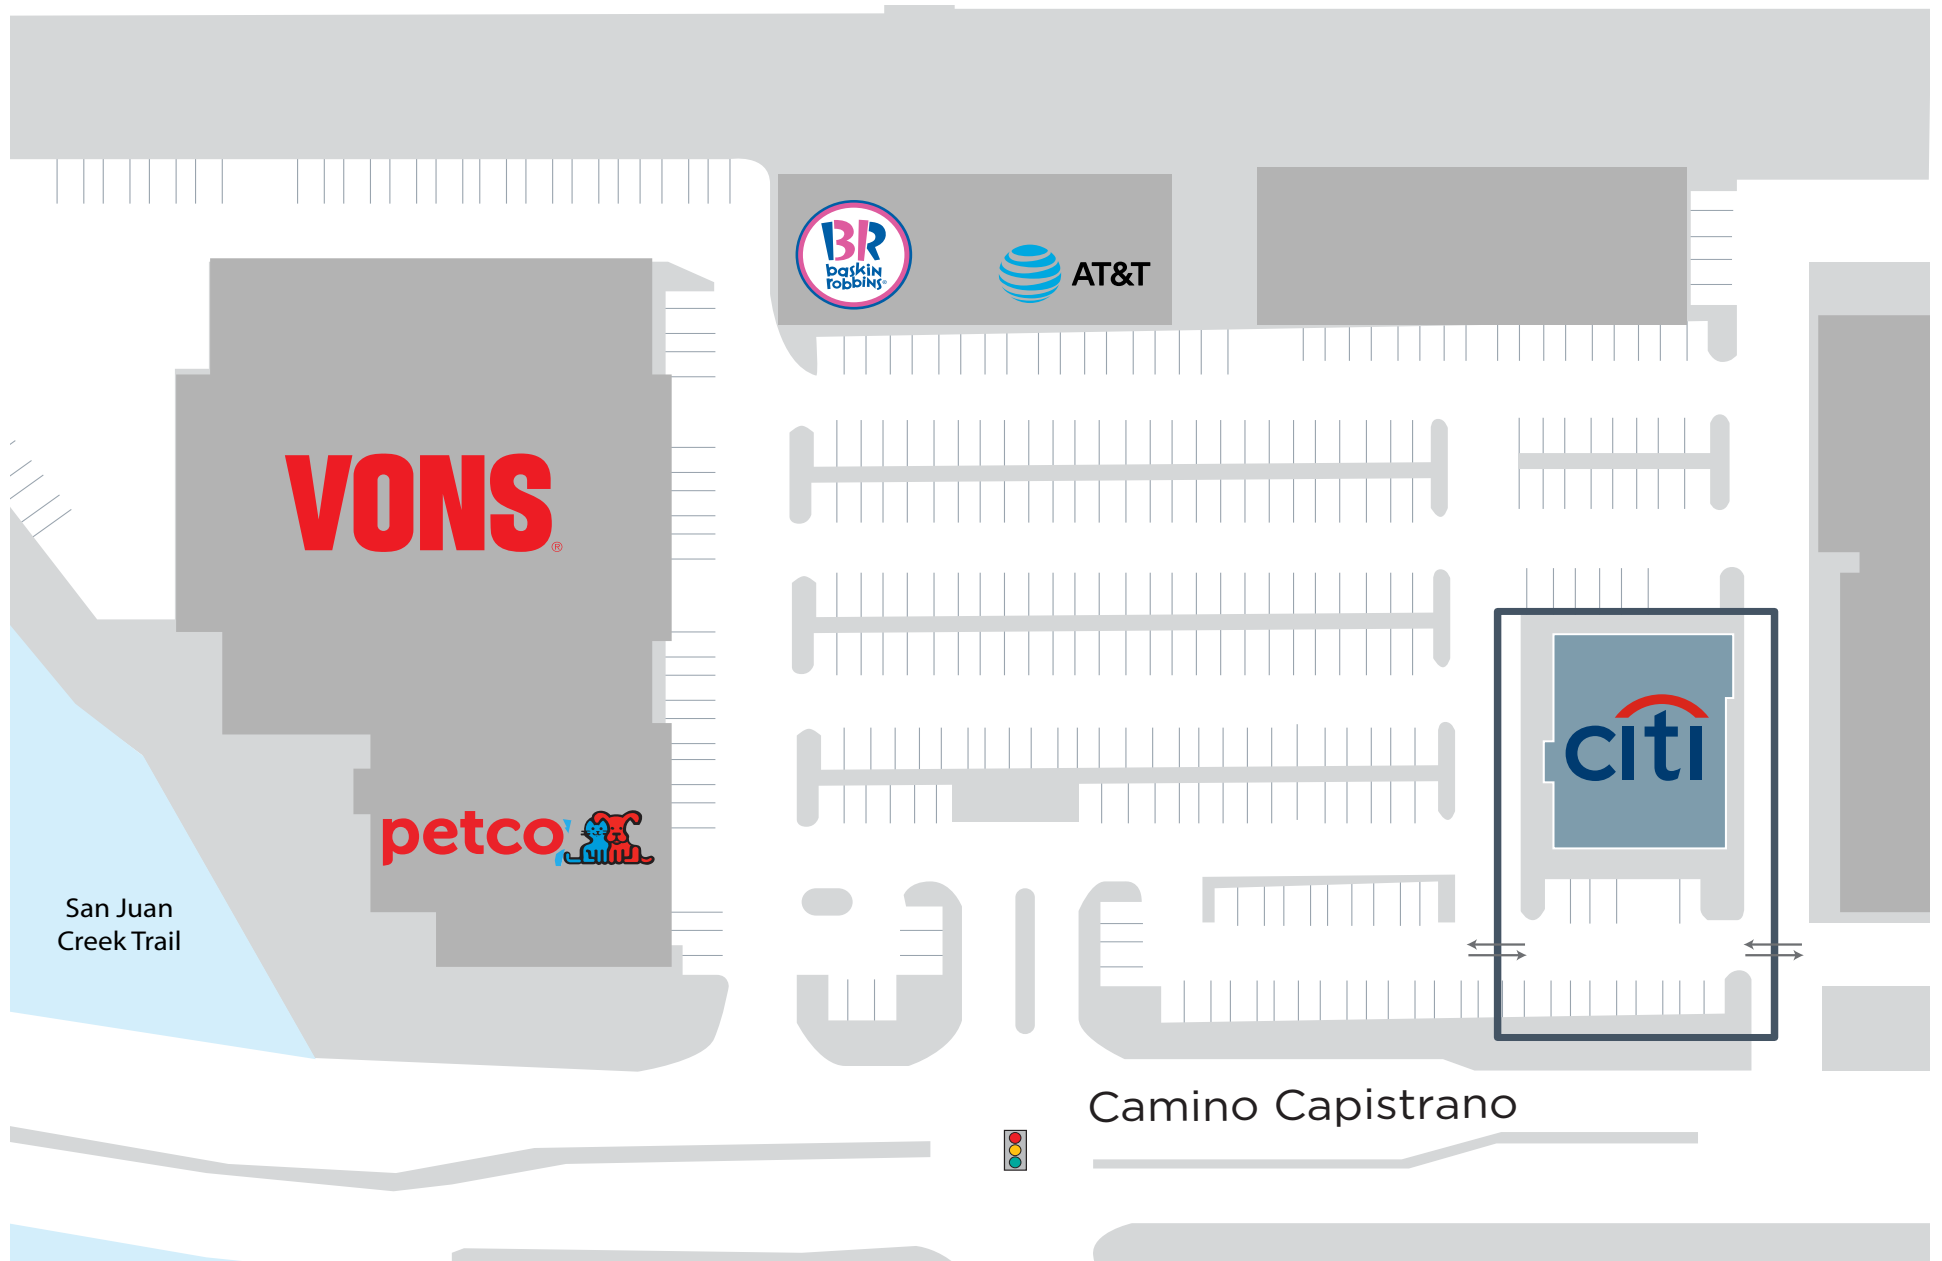 BR
baskin
robbins®
AT&T
VONS®
citi
petco
San Juan
Creek Trail
Camino Capistrano